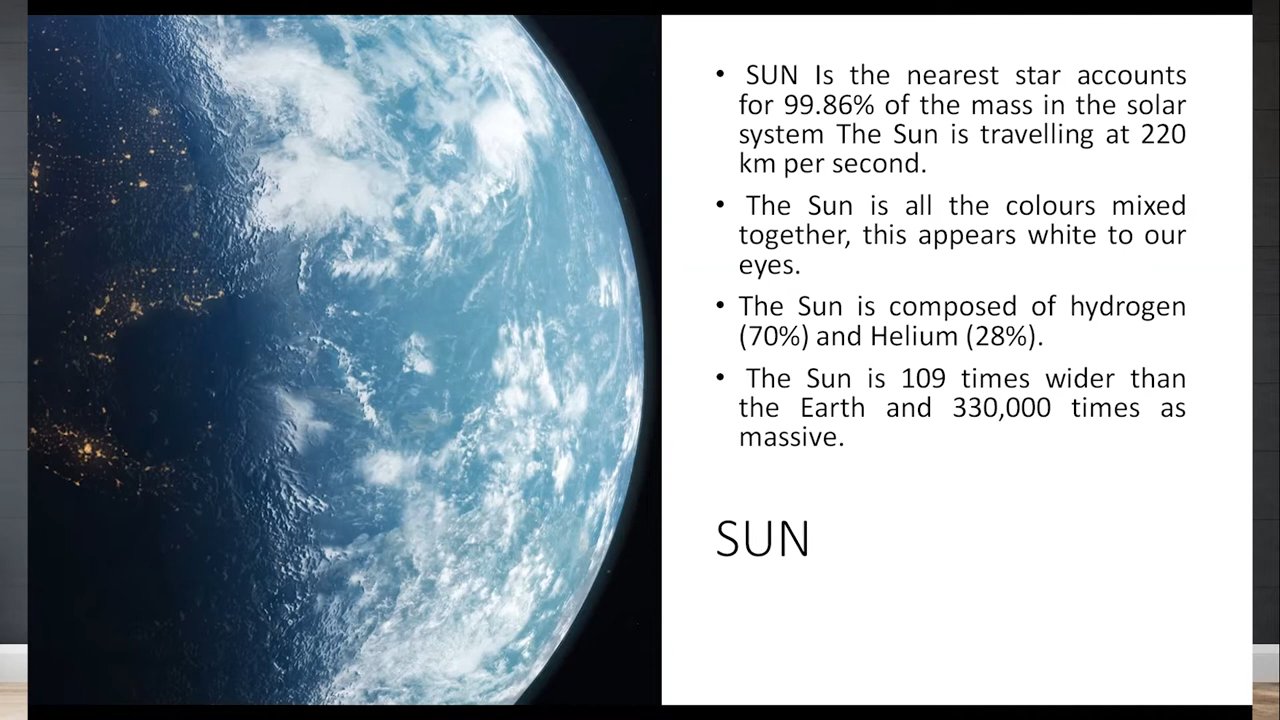 • SUN Is the nearest star accounts
for 99.86% of the mass in the solar
system The Sun is travelling at 220
km per second.
• The Sun is all the colours mixed
together, this appears white to our
eyes.
• The Sun is composed of hydrogen
(70%) and Helium (28%).
• The Sun is 109 times wider than
the Earth and 330,000 times as
massive.
SUN